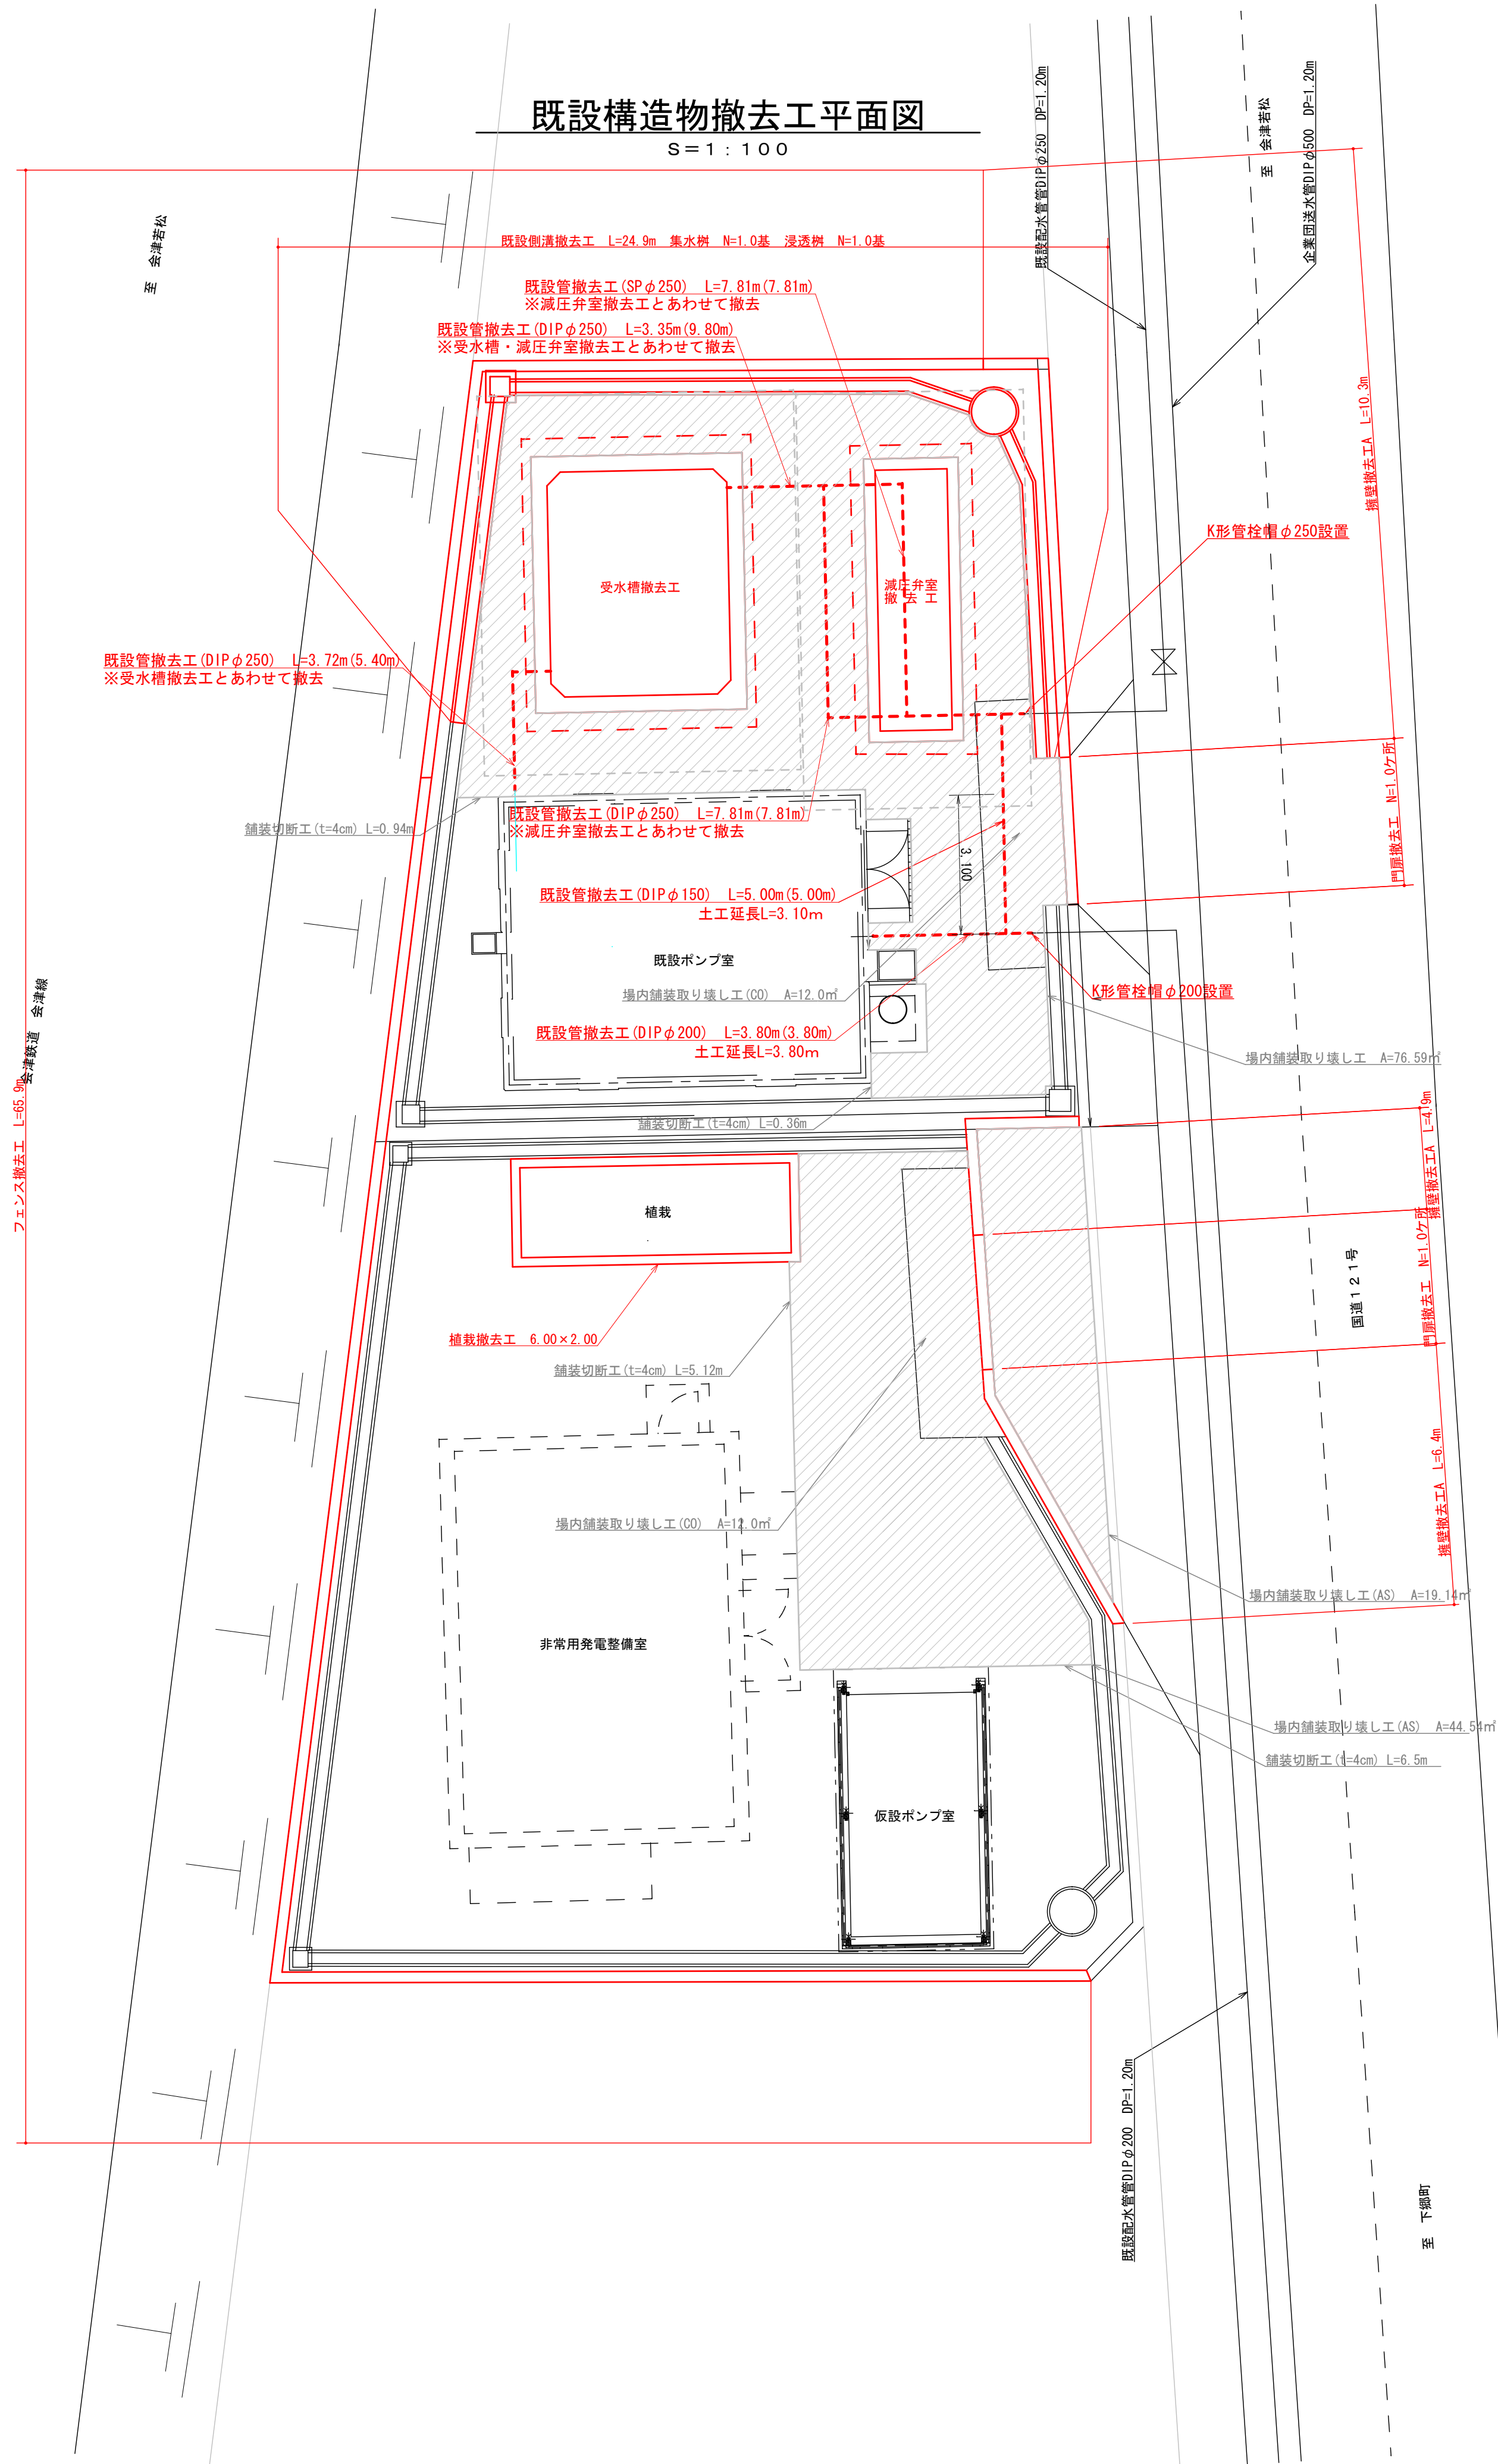 既設構造物撤去工平面図
S＝1：100
至　会津若松
既設配水管管DIPφ250　DP=1.20m
至　会津若松
企業団送水管DIPφ500　DP=1.20m
既設側溝撤去工　L=24.9m　集水桝　N=1.0基　浸透桝　N=1.0基
既設管撤去工(SPφ250)　L=7.81m(7.81m)
※減圧弁室撤去工とあわせて撤去
既設管撤去工(DIPφ250)　L=3.35m(9.80m)
※受水槽・減圧弁室撤去工とあわせて撤去
擁壁撤去工A　L=10.3m
K形管栓帽φ250設置
受水槽撤去工
減圧弁室
撤去工
既設管撤去工(DIPφ250)　L=3.72m(5.40m)
※受水槽撤去工とあわせて撤去
門扉撤去工　N=1.0ケ所
舗装切断工(t=4cm) L=0.94m
既設管撤去工(DIPφ250)　L=7.81m(7.81m)
※減圧弁室撤去工とあわせて撤去
3.100
既設管撤去工(DIPφ150)　L=5.00m(5.00m)
土工延長L=3.10m
既設ポンプ室
場内舗装取り壊し工(CO)　A=12.0㎡
K形管栓帽φ200設置
既設管撤去工(DIPφ200)　L=3.80m(3.80m)
土工延長L=3.80m
場内舗装取り壊し工　A=76.59㎡
会津鉄道　会津線
フェンス撤去工　L=65.9m
舗装切断工(t=4cm) L=0.36m
擁壁撤去工A　L=4.9m
植栽
門扉撤去工　N=1.0ケ所
国道１２１号
植栽撤去工　6.00×2.00
舗装切断工(t=4cm) L=5.12m
擁壁撤去工A　L=6.4m
場内舗装取り壊し工(CO)　A=12.0㎡
場内舗装取り壊し工(AS)　A=19.14㎡
非常用発電整備室
場内舗装取り壊し工(AS)　A=44.54㎡
舗装切断工(t=4cm) L=6.5m
仮設ポンプ室
既設配水管管DIPφ200　DP=1.20m
至　下郷町